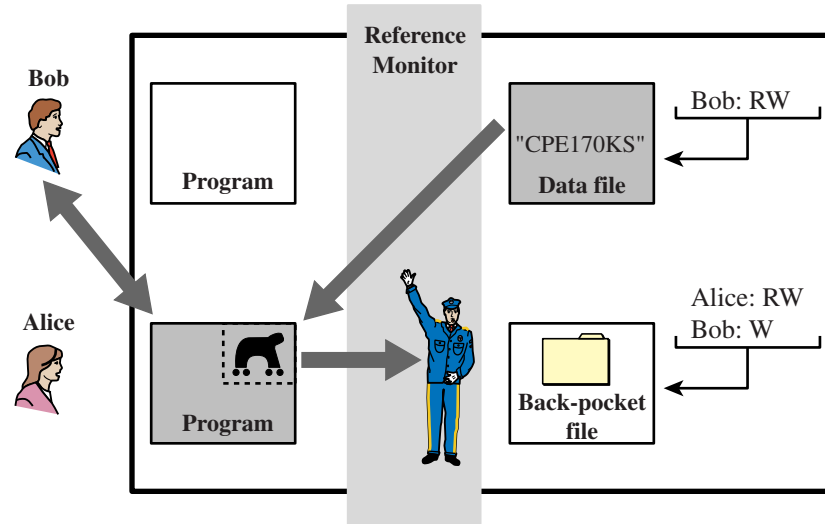 Reference
Monitor
Bob
Program
"CPE170KS"
Data file
Bob: RW
Alice
Program
Back-pocket
file
Alice: RW
Bob: W